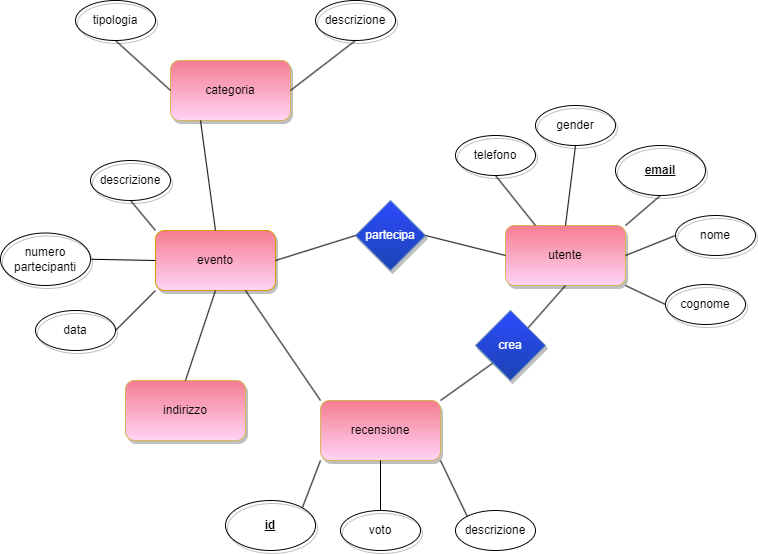 tipologia
descrizione
categoria
gender
telefono
email
descrizione
partecipa
nome
numero
partecipanti
evento
utente
data
cognome
crea
indirizzo
recensione
id
voto
descrizione